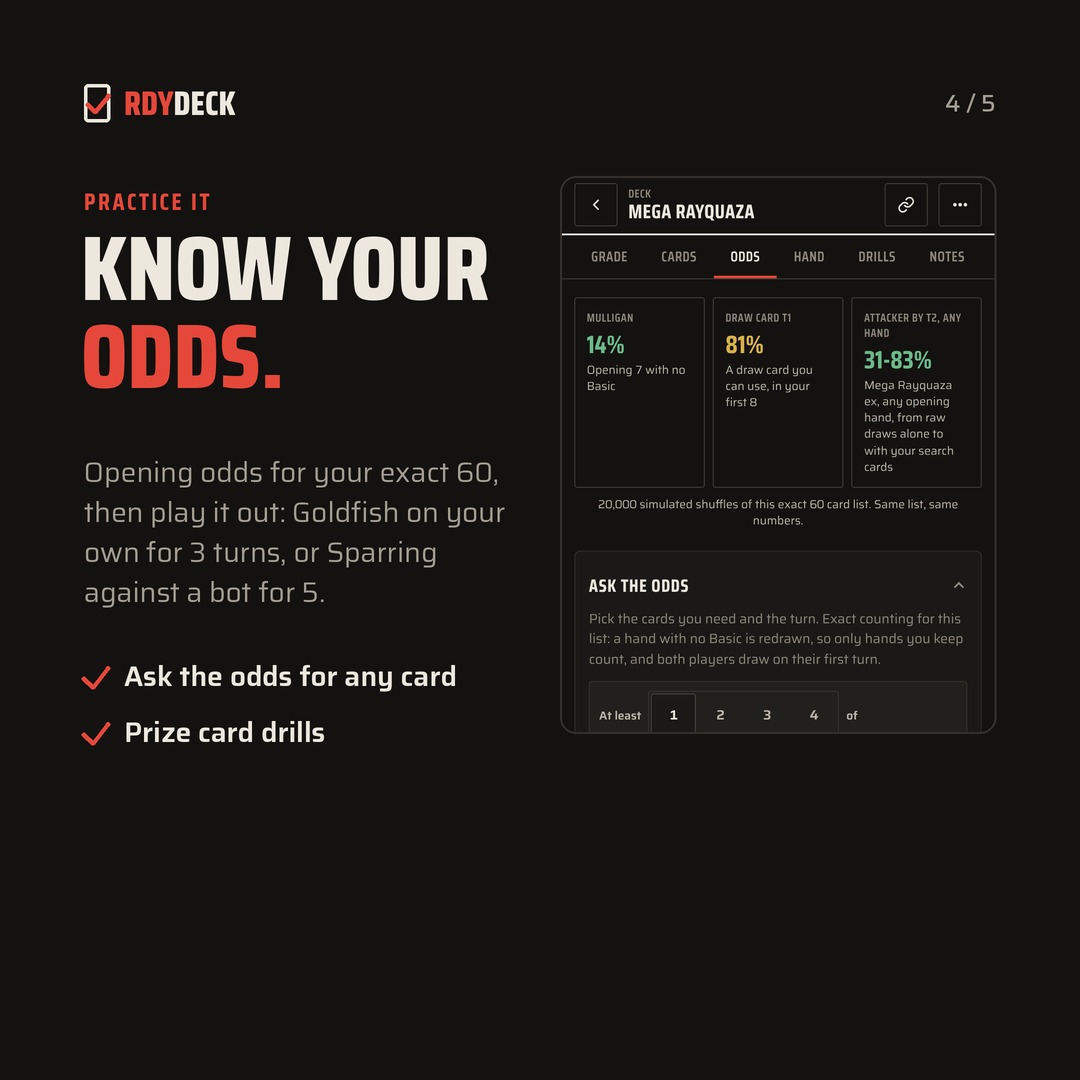 RDYDECK
4 / 5
PRACTICE IT
KNOW YOUR
ODDS.
Opening odds for your exact 60,
then play it out: Goldfish on your
own for 3 turns, or Sparring
against a bot for 5.
Ask the odds for any card
Prize card drills
DECK
MEGA RAYQUAZA
GRADE CARDS ODDS HAND DRILLS NOTES
MULLIGAN
14%
Opening 7 with no
Basic
DRAW CARD T1
81%
A draw card you
can use, in your
first 8
ATTACKER BY T2, ANY
HAND
31-83%
Mega Rayquaza
ex, any opening
hand, from raw
draws alone to
with your search
cards
20,000 simulated shuffles of this exact 60 card list. Same list, same
numbers.
ASK THE ODDS
Pick the cards you need and the turn. Exact counting for this
list: a hand with no Basic is redrawn, so only hands you keep
count, and both players draw on their first turn.
At least 1 2 3 4 of